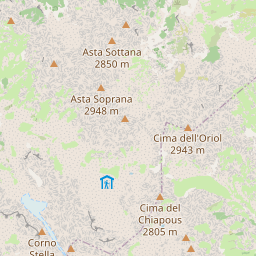 Asta Sottana
2850 m
Asta Soprana
2948 m
Cima dell'Oriol
2943 m
Cima del
Chiapous
2805 m
Corno
Stella